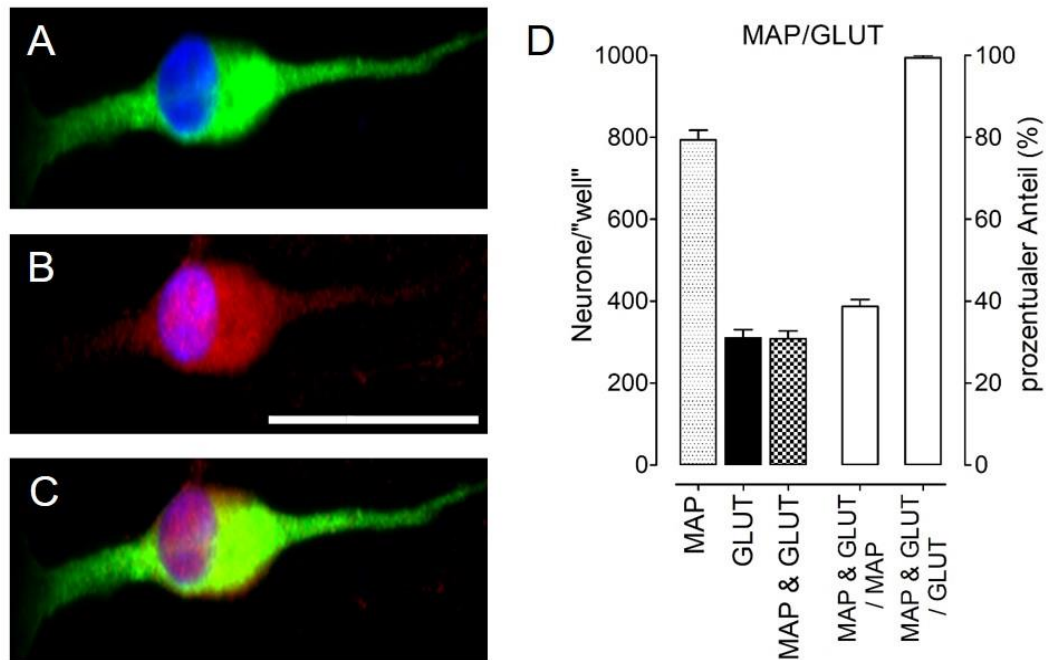 A
B
C
D
MAP/GLUT
Neurone/"well"
1000
800
600
400
200
0
100
80
60
40
20
0
prozentualer Anteil (%)
MAP
GLUT
MAP & GLUT
MAP & GLUT
/ MAP
MAP & GLUT
/ GLUT